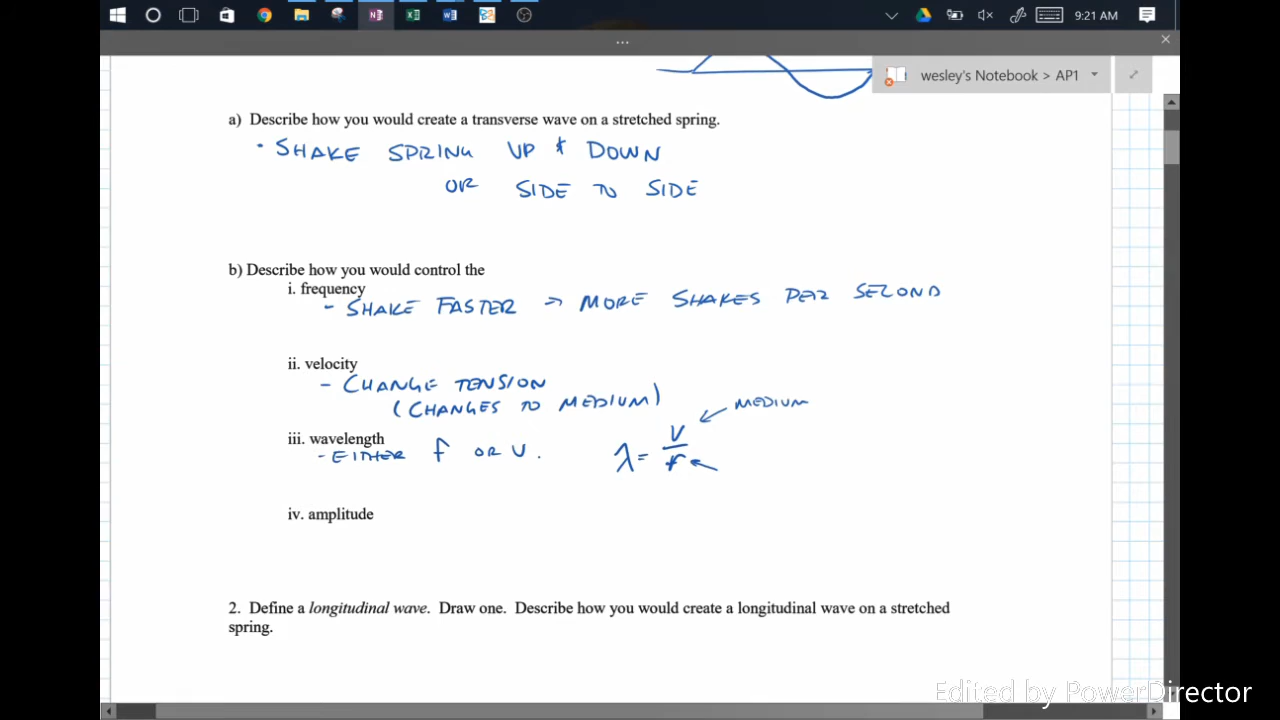 9:21 AM
...
wesley's Notebook > AP1
a) Describe how you would create a transverse wave on a stretched spring.
• SHAKE SPRING UP & DOWN
OR SIDE TO SIDE
b) Describe how you would control the
i. frequency
- SHAKE FASTER → MORE SHAKES PER SECOND
ii. velocity
- CHANGE TENSION
(CHANGES TO MEDIUM)
MEDIUM
iii. wavelength
- EITHER f OR v.
λ = v/f
iv. amplitude
2. Define a longitudinal wave. Draw one. Describe how you would create a longitudinal wave on a stretched
spring.
Edited by PowerDirector